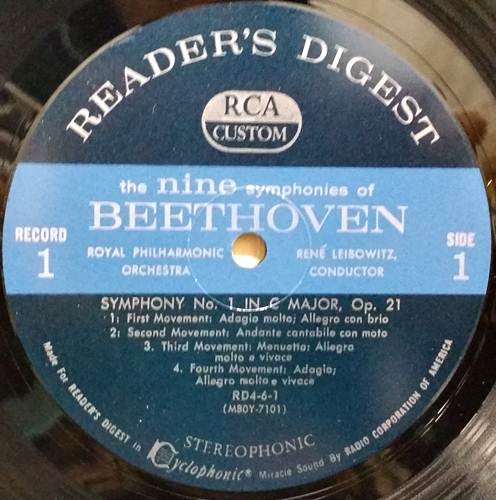 READER'S DIGEST
RCA
CUSTOM
the nine symphonies of
BEETHOVEN
RECORD
1
ROYAL PHILHARMONIC
ORCHESTRA
RENÉ LEIBOWITZ,
CONDUCTOR
SIDE
1
SYMPHONY No. 1 IN C MAJOR, Op. 21
1: First Movement: Adagio molto; Allegro con brio
2: Second Movement: Andante cantabile con moto
3. Third Movement: Menuetto: Allegro
molto e vivace
4. Fourth Movement: Adagio;
Allegro molto e vivace
RD4-6-1
(M80Y-7101)
STEREOPHONIC
Made For READER'S DIGEST in Cyclophonic® Miracle Sound By RADIO CORPORATION OF AMERICA